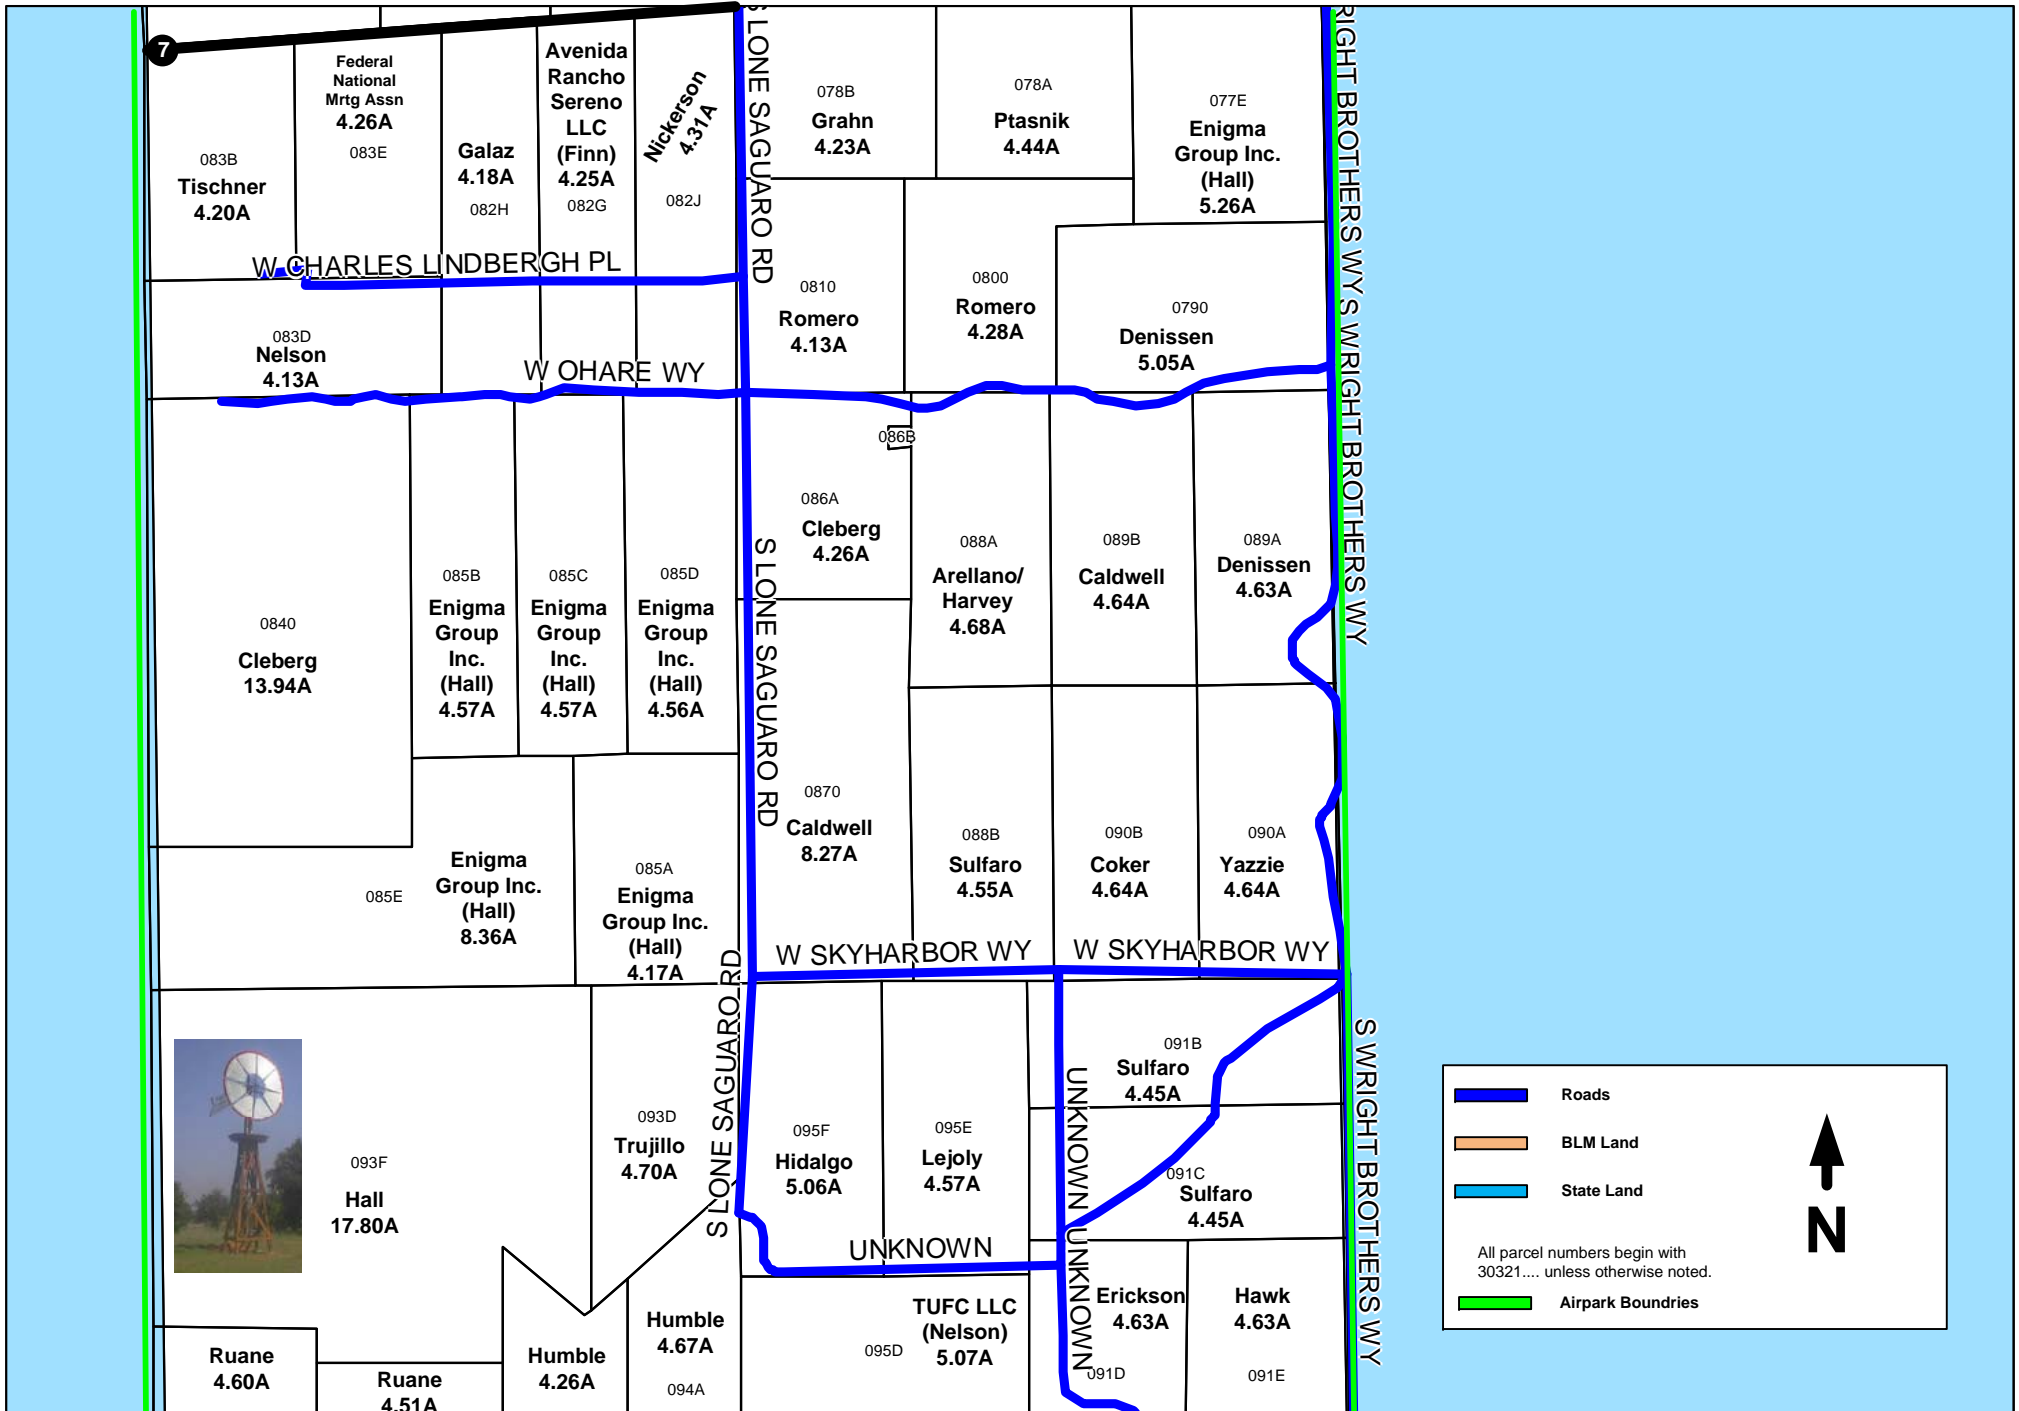 7
Federal
National
Mrtg Assn
4.26A
083E
083B
Tischner
4.20A
Galaz
4.18A
082H
Avenida
Rancho
Sereno
LLC
(Finn)
4.25A
082G
Nickerson
4.31A
082J
S LONE SAGUARO RD
078B
Grahn
4.23A
078A
Ptasnik
4.44A
077E
Enigma
Group Inc.
(Hall)
5.26A
RIGHT BROTHERS WY
S WRIGHT BROTHERS WY
W CHARLES LINDBERGH PL
083D
Nelson
4.13A
W OHARE WY
0810
Romero
4.13A
0800
Romero
4.28A
0790
Denissen
5.05A
0840
Cleberg
13.94A
085B
Enigma
Group
Inc.
(Hall)
4.57A
085C
Enigma
Group
Inc.
(Hall)
4.57A
085D
Enigma
Group
Inc.
(Hall)
4.56A
S LONE SAGUARO RD
086B
086A
Cleberg
4.26A
088A
Arellano/
Harvey
4.68A
089B
Caldwell
4.64A
089A
Denissen
4.63A
0870
Caldwell
8.27A
088B
Sulfaro
4.55A
090B
Coker
4.64A
090A
Yazzie
4.64A
085E
Enigma
Group Inc.
(Hall)
8.36A
085A
Enigma
Group Inc.
(Hall)
4.17A
W SKYHARBOR WY
W SKYHARBOR WY
S LONE SAGUARO RD
093F
Hall
17.80A
093D
Trujillo
4.70A
095F
Hidalgo
5.06A
095E
Lejoly
4.57A
091B
Sulfaro
4.45A
091C
Sulfaro
4.45A
UNKNOWN
UNKNOWN
UNKNOWN
S WRIGHT BROTHERS WY
Ruane
4.60A
Ruane
4.51A
Humble
4.26A
Humble
4.67A
094A
095D
TUFC LLC
(Nelson)
5.07A
Erickson
4.63A
091D
Hawk
4.63A
091E
Roads
BLM Land
State Land
All parcel numbers begin with
30321.... unless otherwise noted.
Airpark Boundries
N